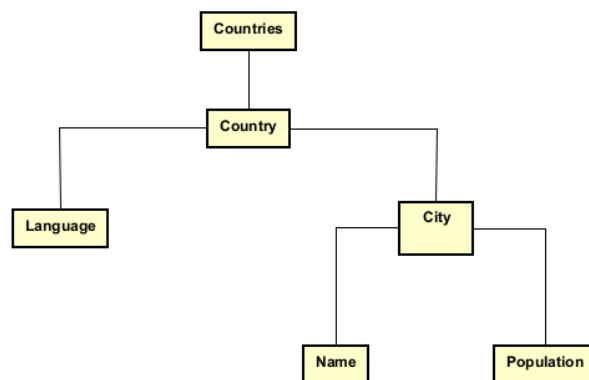 Countries
Country
Language
City
Name
Population